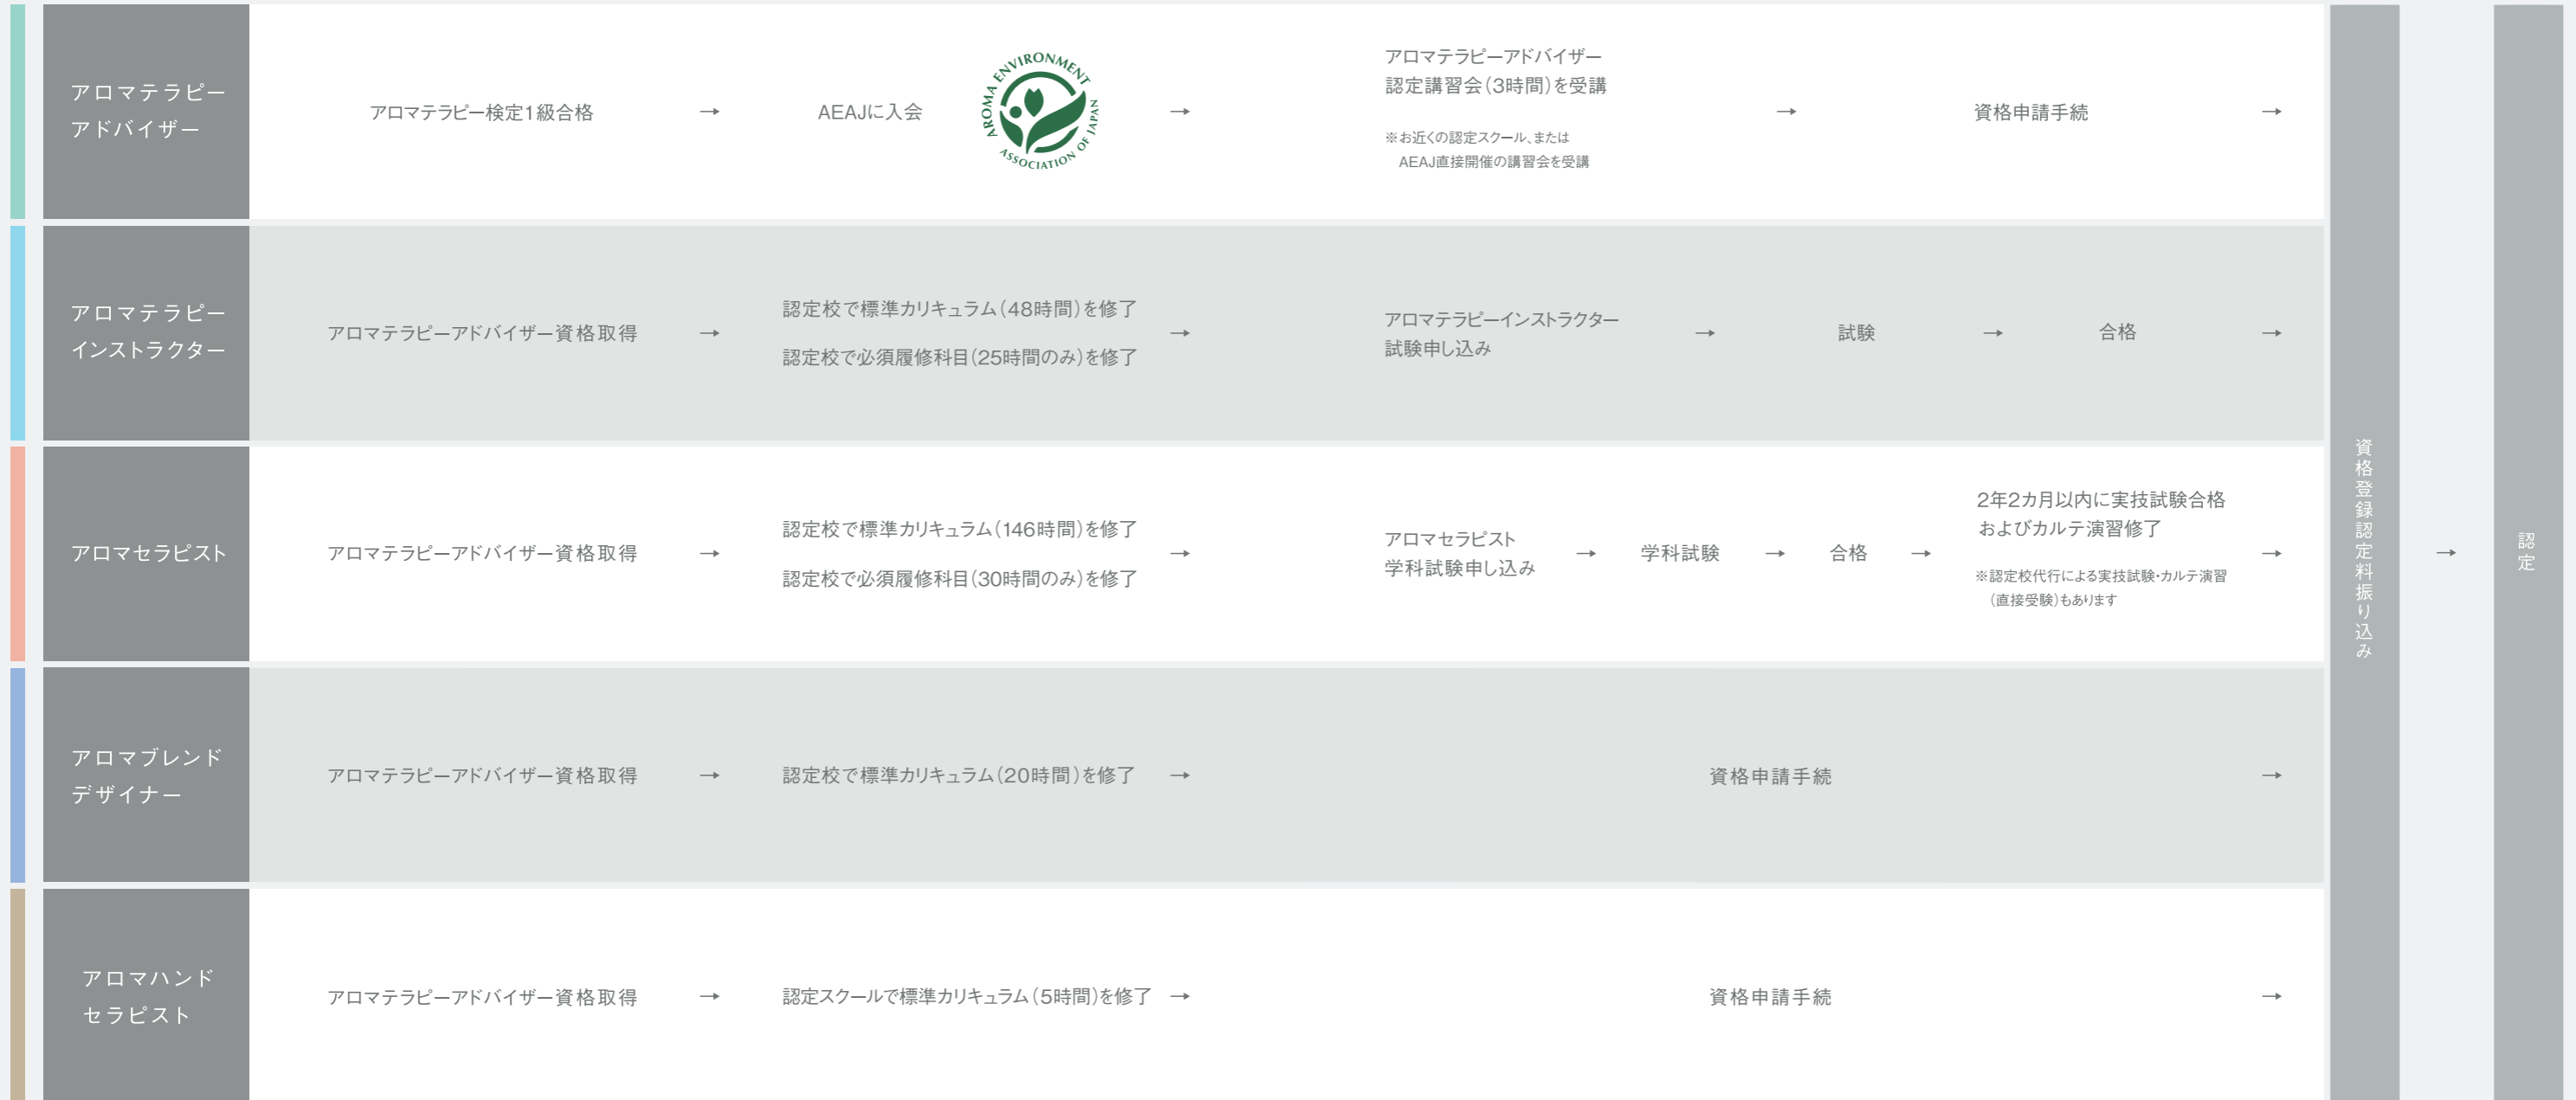 アロマテラピー
アドバイザー
アロマテラピー検定1級合格
→
AEAJに入会
AROMA ENVIRONMENT
ASSOCIATION OF JAPAN
→
アロマテラピーアドバイザー
認定講習会(3時間)を受講
※お近くの認定スクール、または
AEAJ直接開催の講習会を受講
→
資格申請手続
→
アロマテラピー
インストラクター
アロマテラピーアドバイザー資格取得
→
認定校で標準カリキュラム(48時間)を修了
認定校で必須履修科目(25時間のみ)を修了
→
アロマテラピーインストラクター
試験申し込み
→
試験
→
合格
→
アロマセラピスト
アロマテラピーアドバイザー資格取得
→
認定校で標準カリキュラム(146時間)を修了
認定校で必須履修科目(30時間のみ)を修了
→
アロマセラピスト
学科試験申し込み
→
学科試験
→
合格
→
2年2カ月以内に実技試験合格
およびカルテ演習修了
※認定校代行による実技試験・カルテ演習
(直接受験)もあります
→
アロマブレンド
デザイナー
アロマテラピーアドバイザー資格取得
→
認定校で標準カリキュラム(20時間)を修了
→
資格申請手続
→
アロマハンド
セラピスト
アロマテラピーアドバイザー資格取得
→
認定スクールで標準カリキュラム(5時間)を修了
→
資格申請手続
→
資格登録認定料振り込み
→
認定